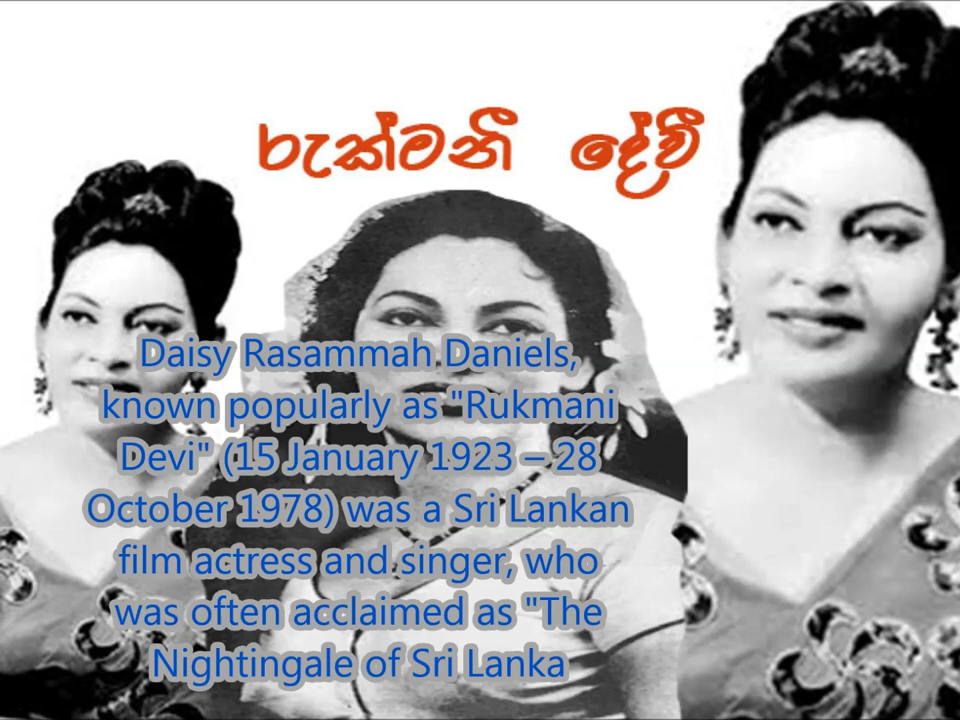 රුක්මනී දේවී
Daisy Rasammah Daniels,
known popularly as "Rukmani
Devi" (15 January 1923 – 28
October 1978) was a Sri Lankan
film actress and singer, who
was often acclaimed as "The
Nightingale of Sri Lanka